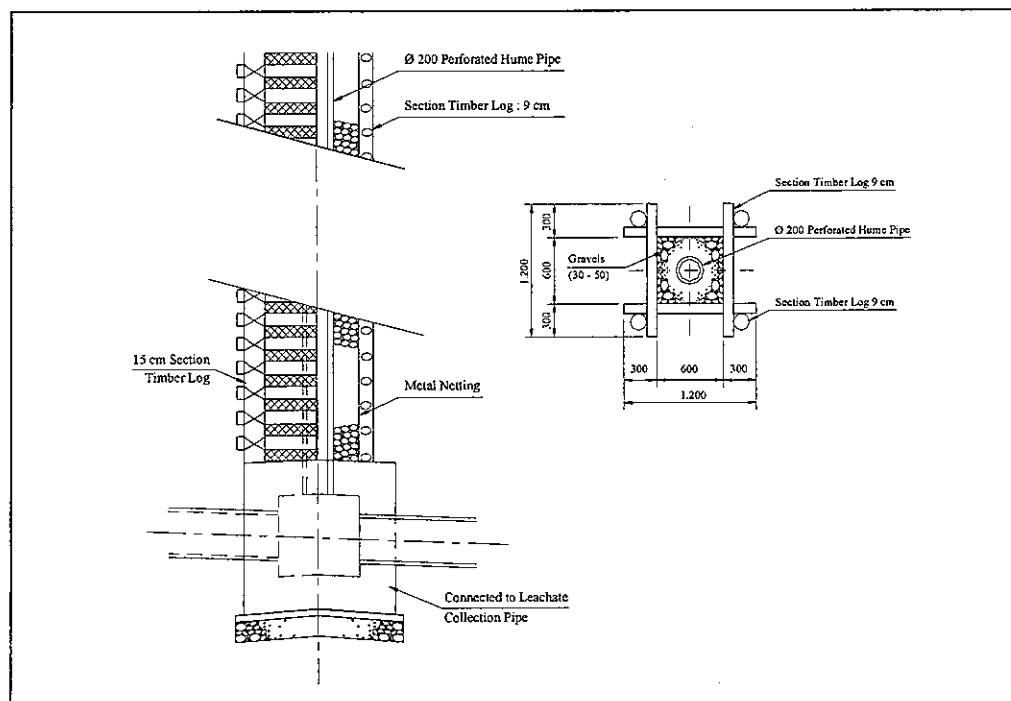 Ø 200 Perforated Hume Pipe
Section Timber Log : 9 cm
15 cm Section
Timber Log
Metal Netting
Connected to Leachate
Collection Pipe
Section Timber Log 9 cm
Ø 200 Perforated Hume Pipe
Gravels
(30 - 50)
Section Timber Log 9 cm
1.200
300
600
300
300
600
300
1.200